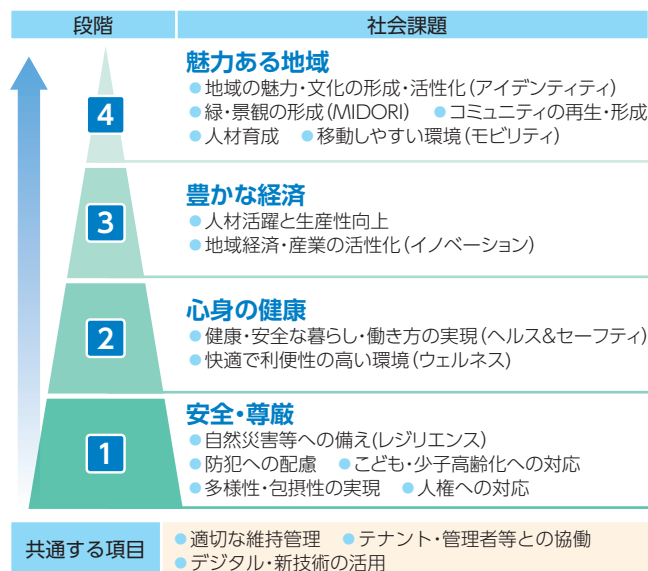 段階 社会課題
魅力ある地域
●地域の魅力・文化の形成・活性化(アイデンティティ)
●緑・景観の形成(MIDORI) ●コミュニティの再生・形成
4
●人材育成 ●移動しやすい環境(モビリティ)
豊かな経済
3
●人材活躍と生産性向上
●地域経済・産業の活性化(イノベーション)
心身の健康
2
●健康・安全な暮らし・働き方の実現(ヘルス&セーフティ)
●快適で利便性の高い環境(ウェルネス)
安全・尊厳
●自然災害等への備え(レジリエンス)
1
●防犯への配慮 ●こども・少子高齢化への対応
●多様性・包摂性の実現 ●人権への対応
共通する項目
●適切な維持管理 ●テナント・管理者等との協働
●デジタル・新技術の活用